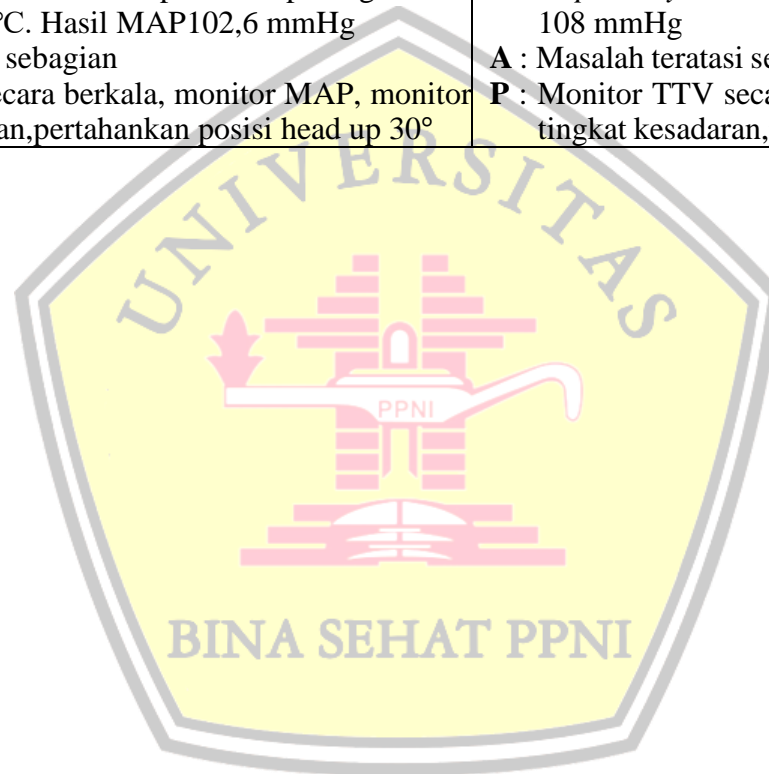 °C. Hasil MAP102,6 mmHg
sebagian
secara berkala, monitor MAP, monitor
an,pertahankan posisi head up 30°
108 mmHg
A : Masalah teratasi se
P : Monitor TTV seca
tingkat kesadaran,
UNIVERSITAS
PPNI
BINA SEHAT PPNI